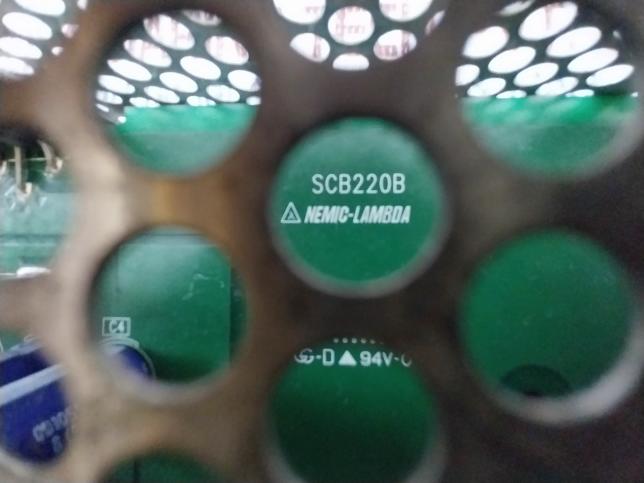 SCB220B
NEMIC-LAMBDA
C4
-D▲94V-